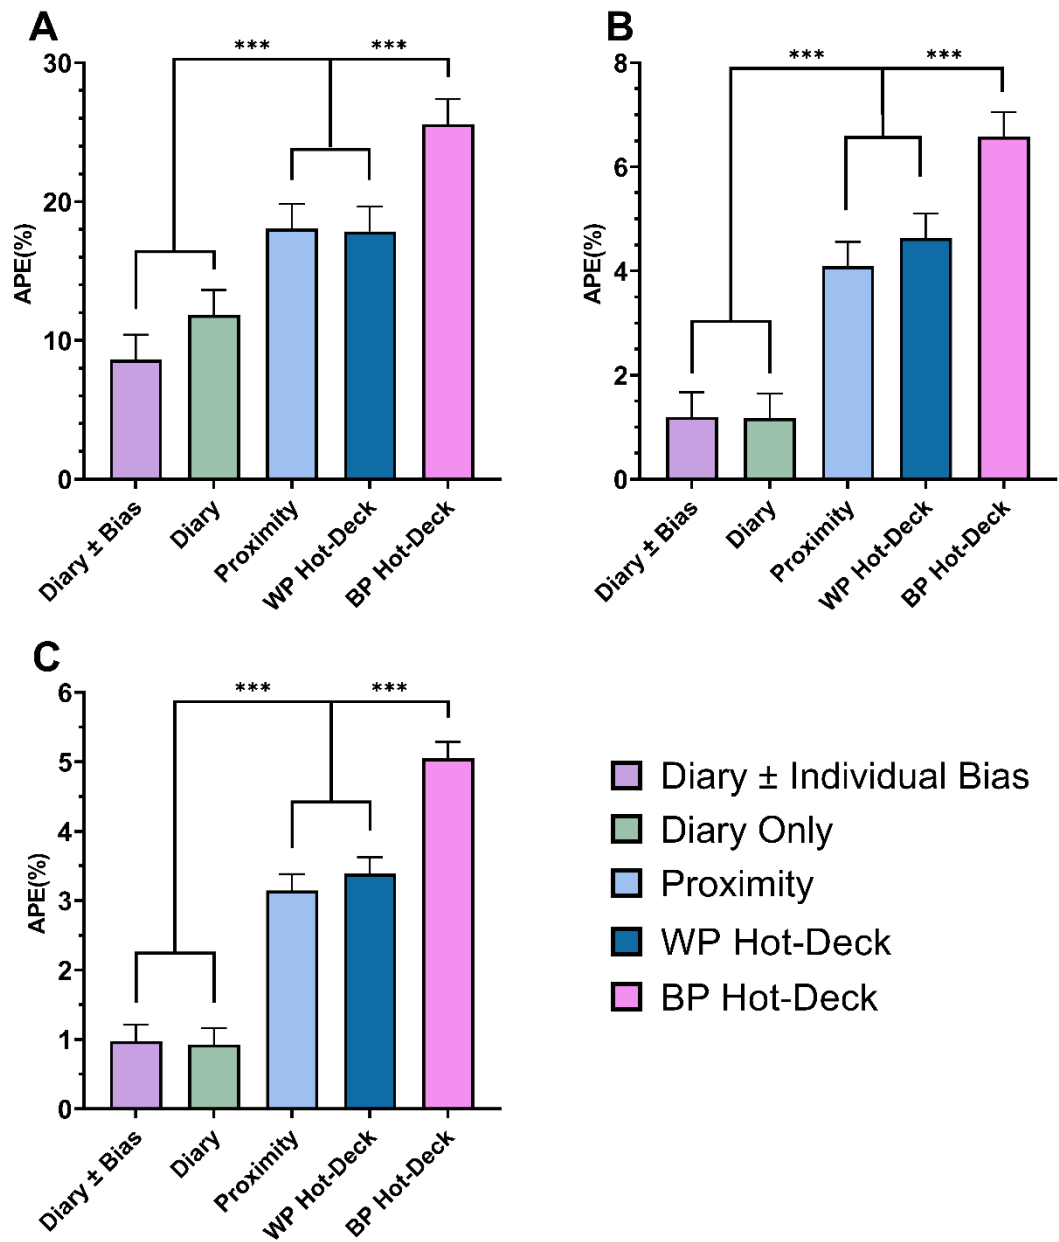 A
***
***
30
20
10
0
APE(%)
Diary ± Bias
Diary
Proximity
WP Hot-Deck
BP Hot-Deck
B
***
***
8
6
4
2
0
APE(%)
Diary ± Bias
Diary
Proximity
WP Hot-Deck
BP Hot-Deck
C
***
***
6
5
4
3
2
1
0
APE(%)
Diary ± Bias
Diary
Proximity
WP Hot-Deck
BP Hot-Deck
Diary ± Individual Bias
Diary Only
Proximity
WP Hot-Deck
BP Hot-Deck